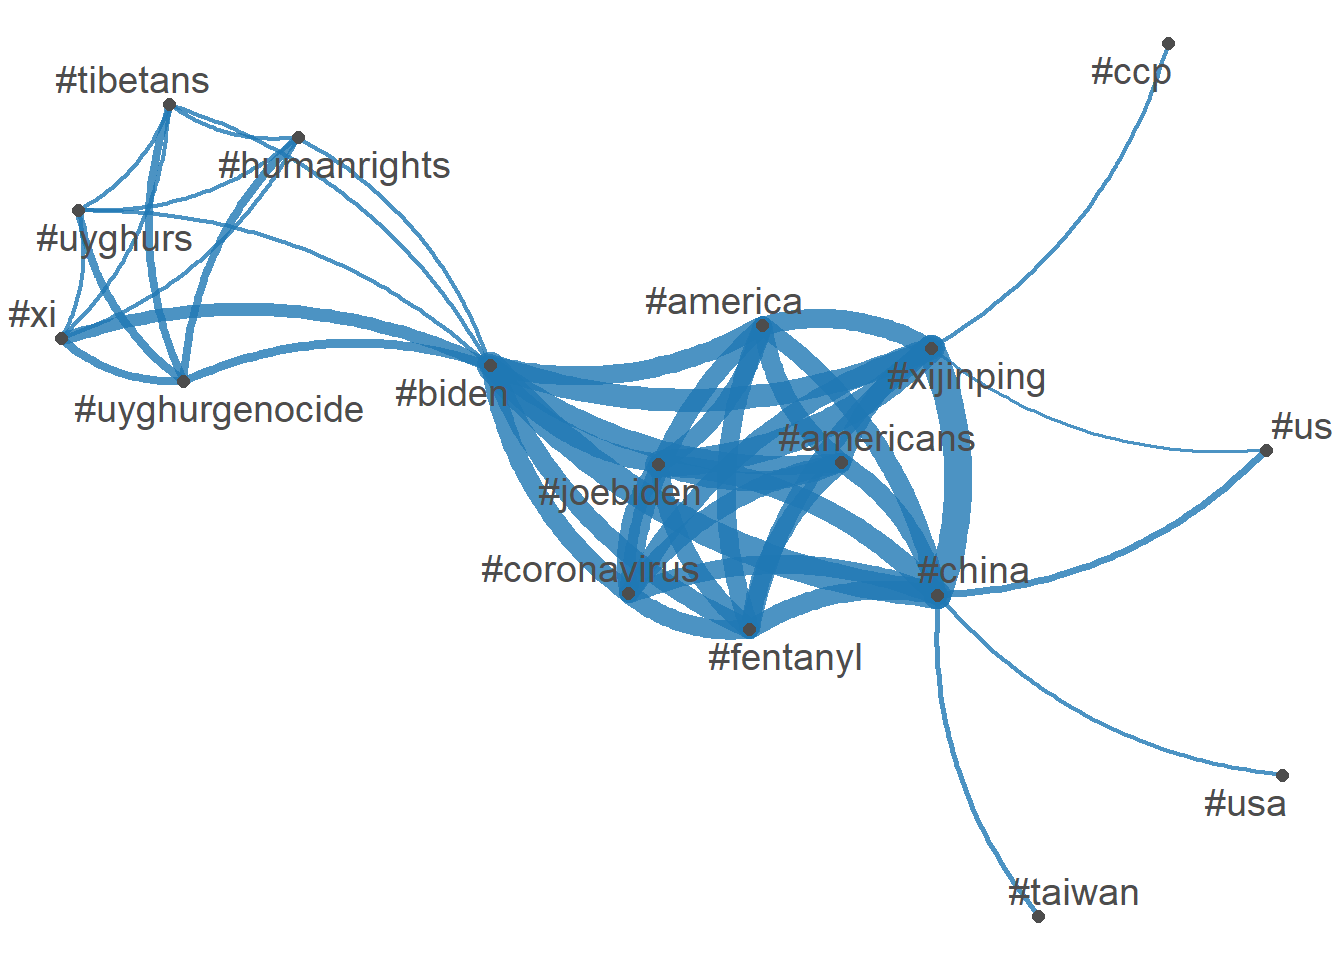 #ccp
#tibetans
#humanrights
#uyghurs
#xi
#america
#xijinping
#biden
#uyghurgenocide
#us
#americans
#joebiden
#coronavirus
#china
#fentanyl
#usa
#taiwan